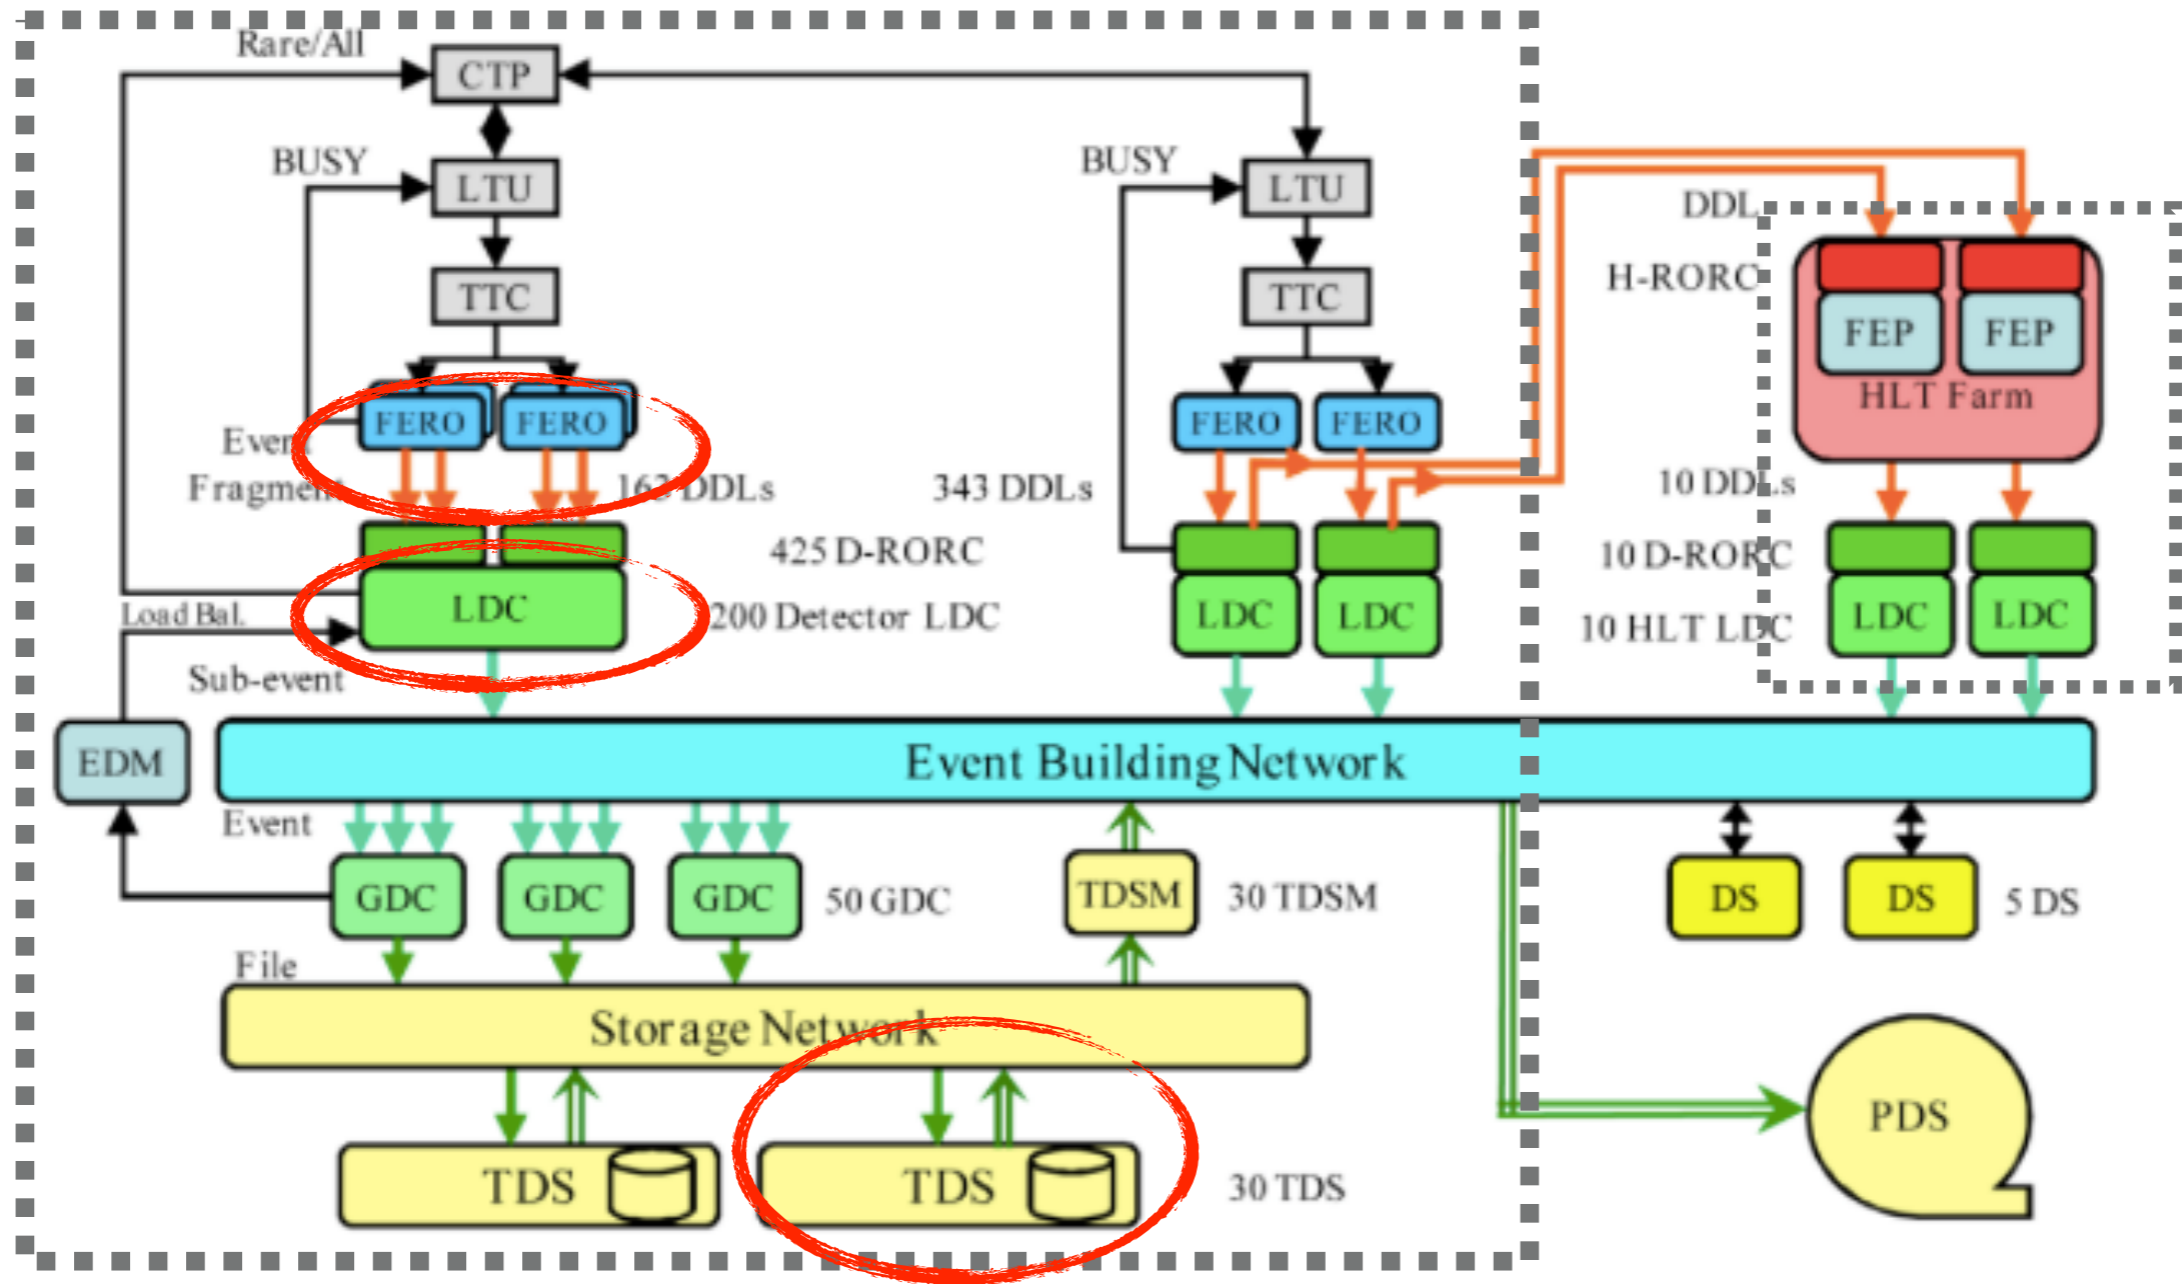 Rare/All
CTP
BUSY
LTU
BUSY
LTU
DDL
TTC
TTC
H-RORC
FEP
FEP
HLT Farm
FERO
FERO
FERO
FERO
Event
Fragment
162 DDLs
343 DDLs
10 DDLs
425 D-RORC
10 D-RORC
LDC
200 Detector LDC
LDC
LDC
10 HLT LDC
LDC
LDC
Load Bal.
Sub-event
EDM
Event Building Network
Event
GDC
GDC
GDC
50 GDC
TDSM
30 TDSM
DS
DS
5 DS
File
Storage Network
PDS
TDS
TDS
30 TDS